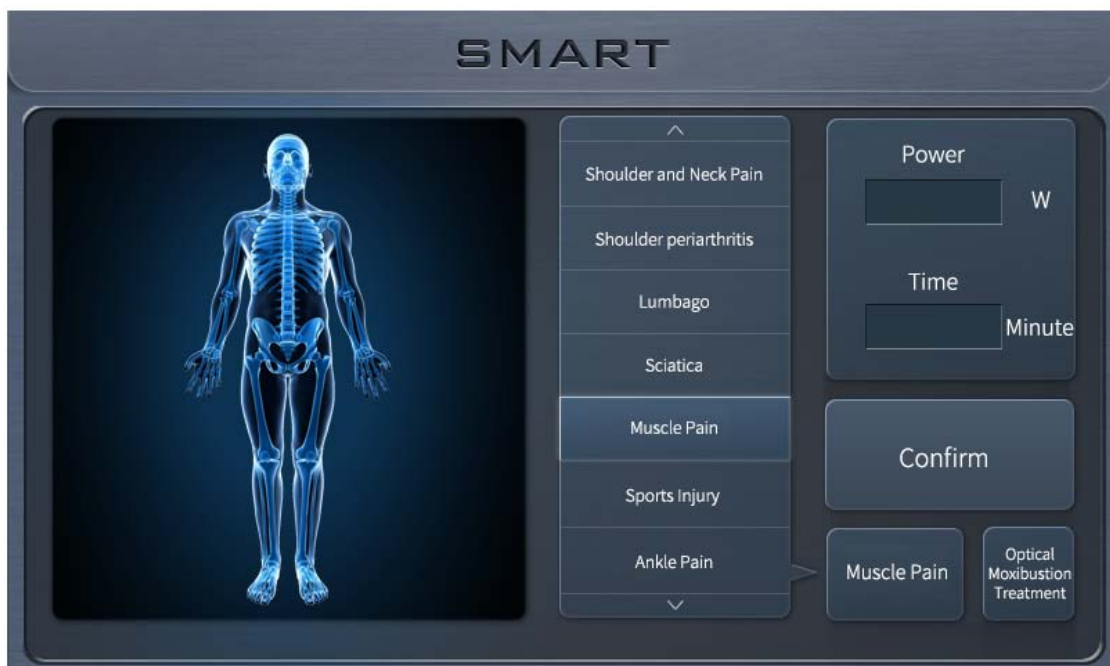 SMART
Shoulder and Neck Pain
Shoulder periarthritis
Lumbago
Sciatica
Muscle Pain
Sports Injury
Ankle Pain
Power
W
Time
Minute
Confirm
Muscle Pain
Optical
Moxibustion
Treatment